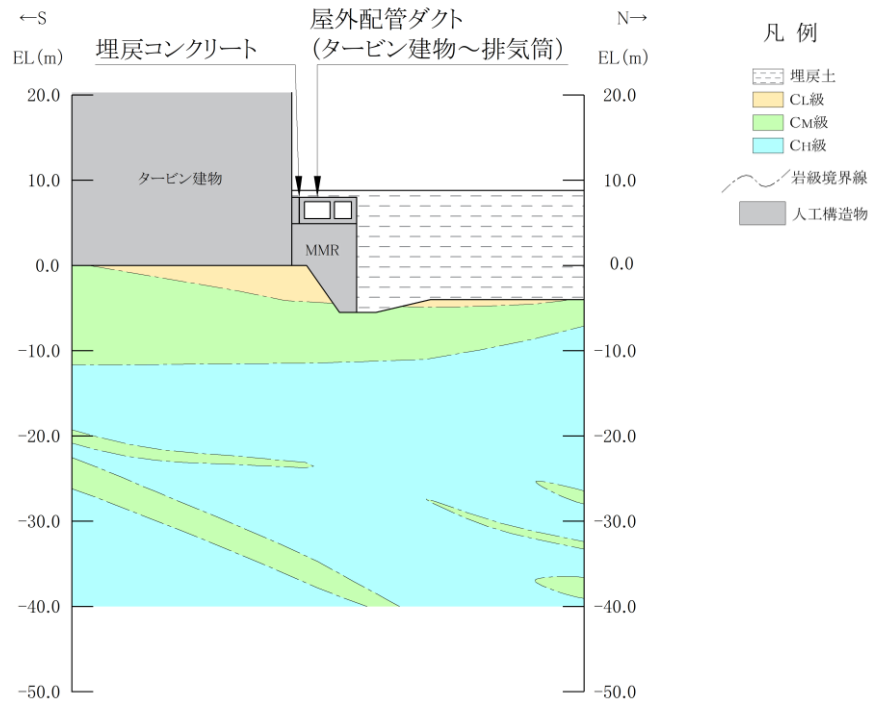 ←S
屋外配管ダクト
(タービン建物～排気筒)
N→
EL(m)
埋戻コンクリート
EL(m)
凡 例
埋戻土
CL級
CM級
CH級
岩級境界線
人工構造物
20.0
20.0
10.0
タービン建物
10.0
MMR
0.0
0.0
-10.0
-10.0
-20.0
-20.0
-30.0
-30.0
-40.0
-40.0
-50.0
-50.0